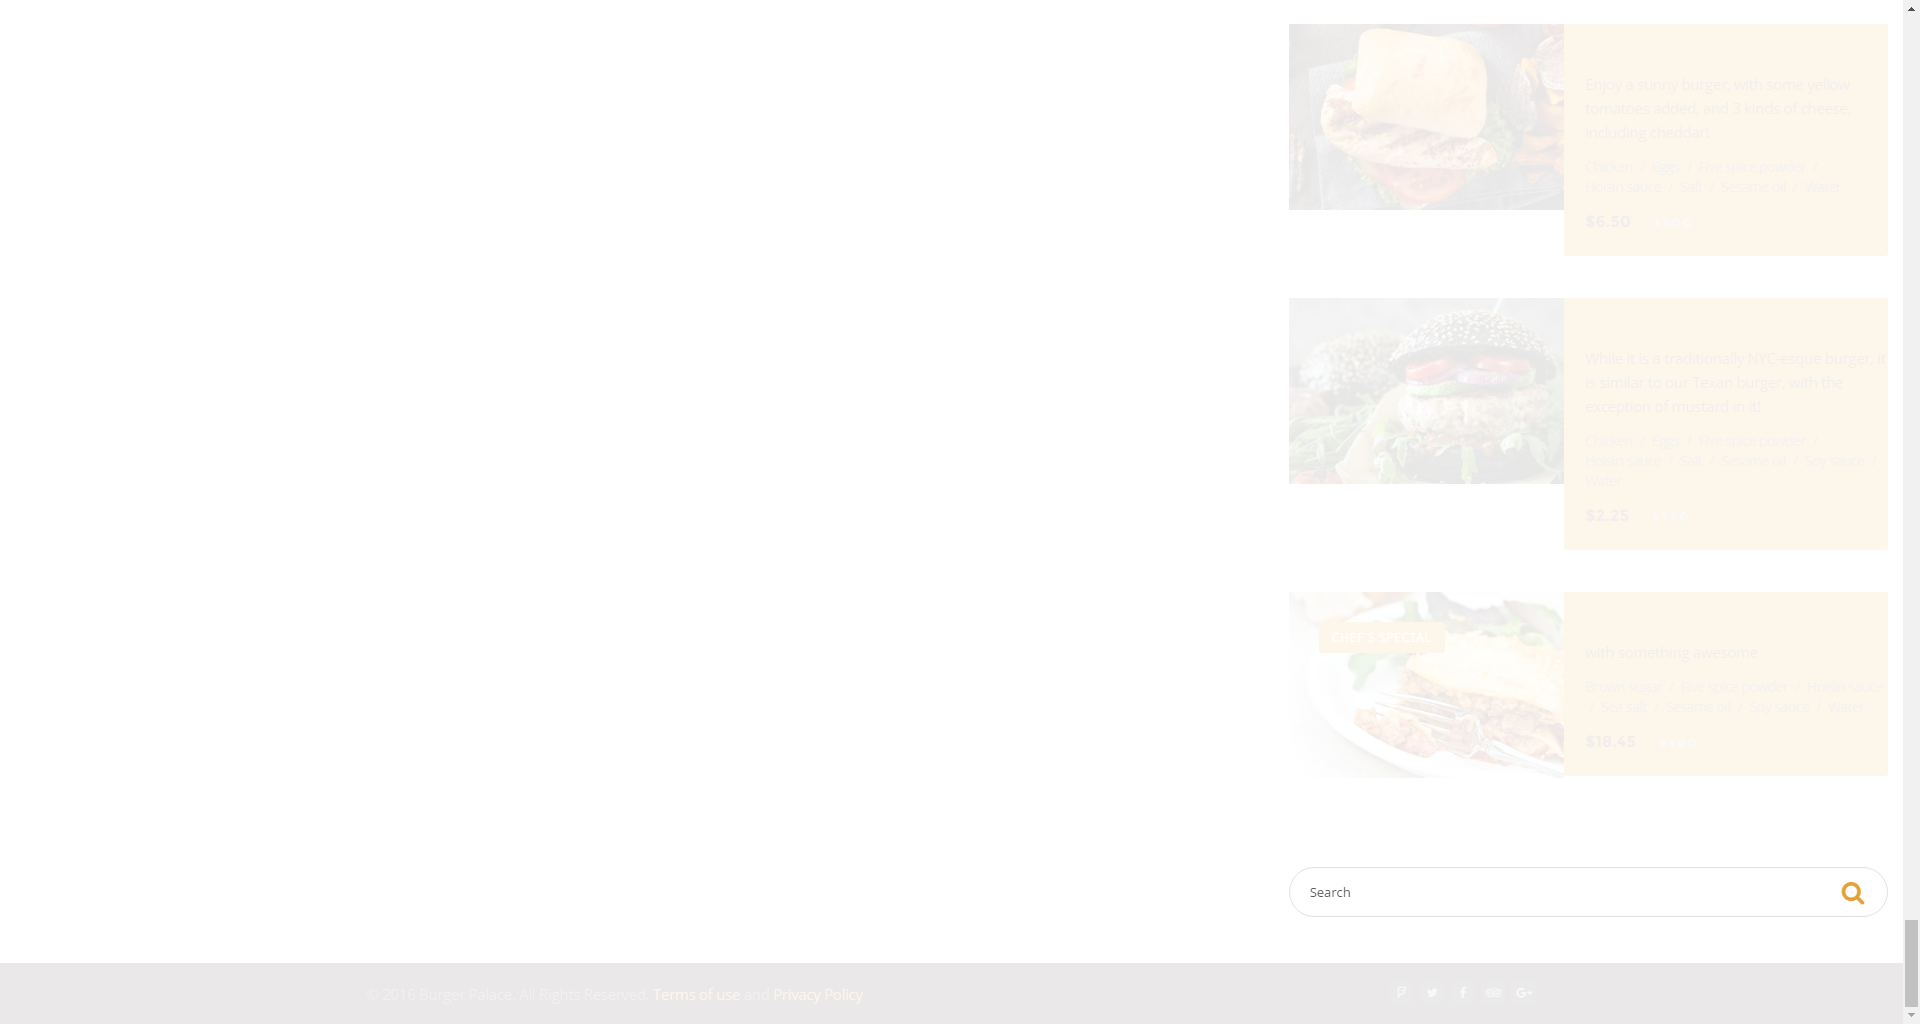 Enjoy a sunny burger, with some yellow
tomatoes added, and 3 kinds of cheese,
including cheddar!
Chicken / Eggs / Five spice powder /
Hoisin sauce / Salt / Sesame oil / Water
$6.50
While it is a traditionally NYC-esque burger, it
is similar to our Texan burger, with the
exception of mustard in it!
Chicken / Eggs / Five spice powder /
Hoisin sauce / Salt / Sesame oil / Soy sauce /
Water
$2.25
CHEF'S SPECIAL
with something awesome
Brown sugar / Five spice powder / Hoisin sauce
/ Sea salt / Sesame oil / Soy sauce / Water
$18.45
Search
© 2016 Burger Palace. All Rights Reserved. Terms of use and Privacy Policy